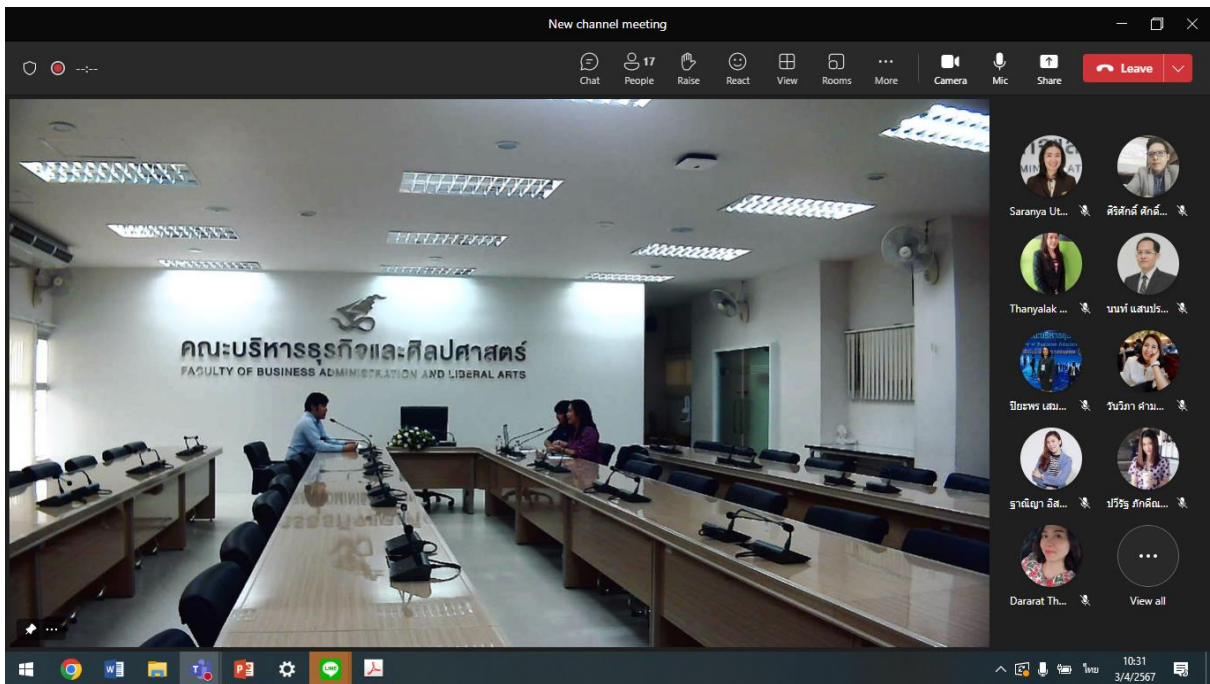 New channel meeting
--:--
Chat
17
People
Raise
React
View
Rooms
More
Camera
Mic
Share
Leave
คณะบริหารธุรกิจและศิลปศาสตร์
FACULTY OF BUSINESS ADMINISTRATION AND LIBERAL ARTS
Saranya Ut...
ศิริศักดิ์ ศักดิ์...
Thanyalak ...
นนท์ แสนปร...
ปิยะพร เสม...
วันวิภา คำม...
ฐาณิญา อิส...
ปวีรัฐ ภักดีณ...
Dararat Th...
View all
LINE
ไทย
10:31
3/4/2567